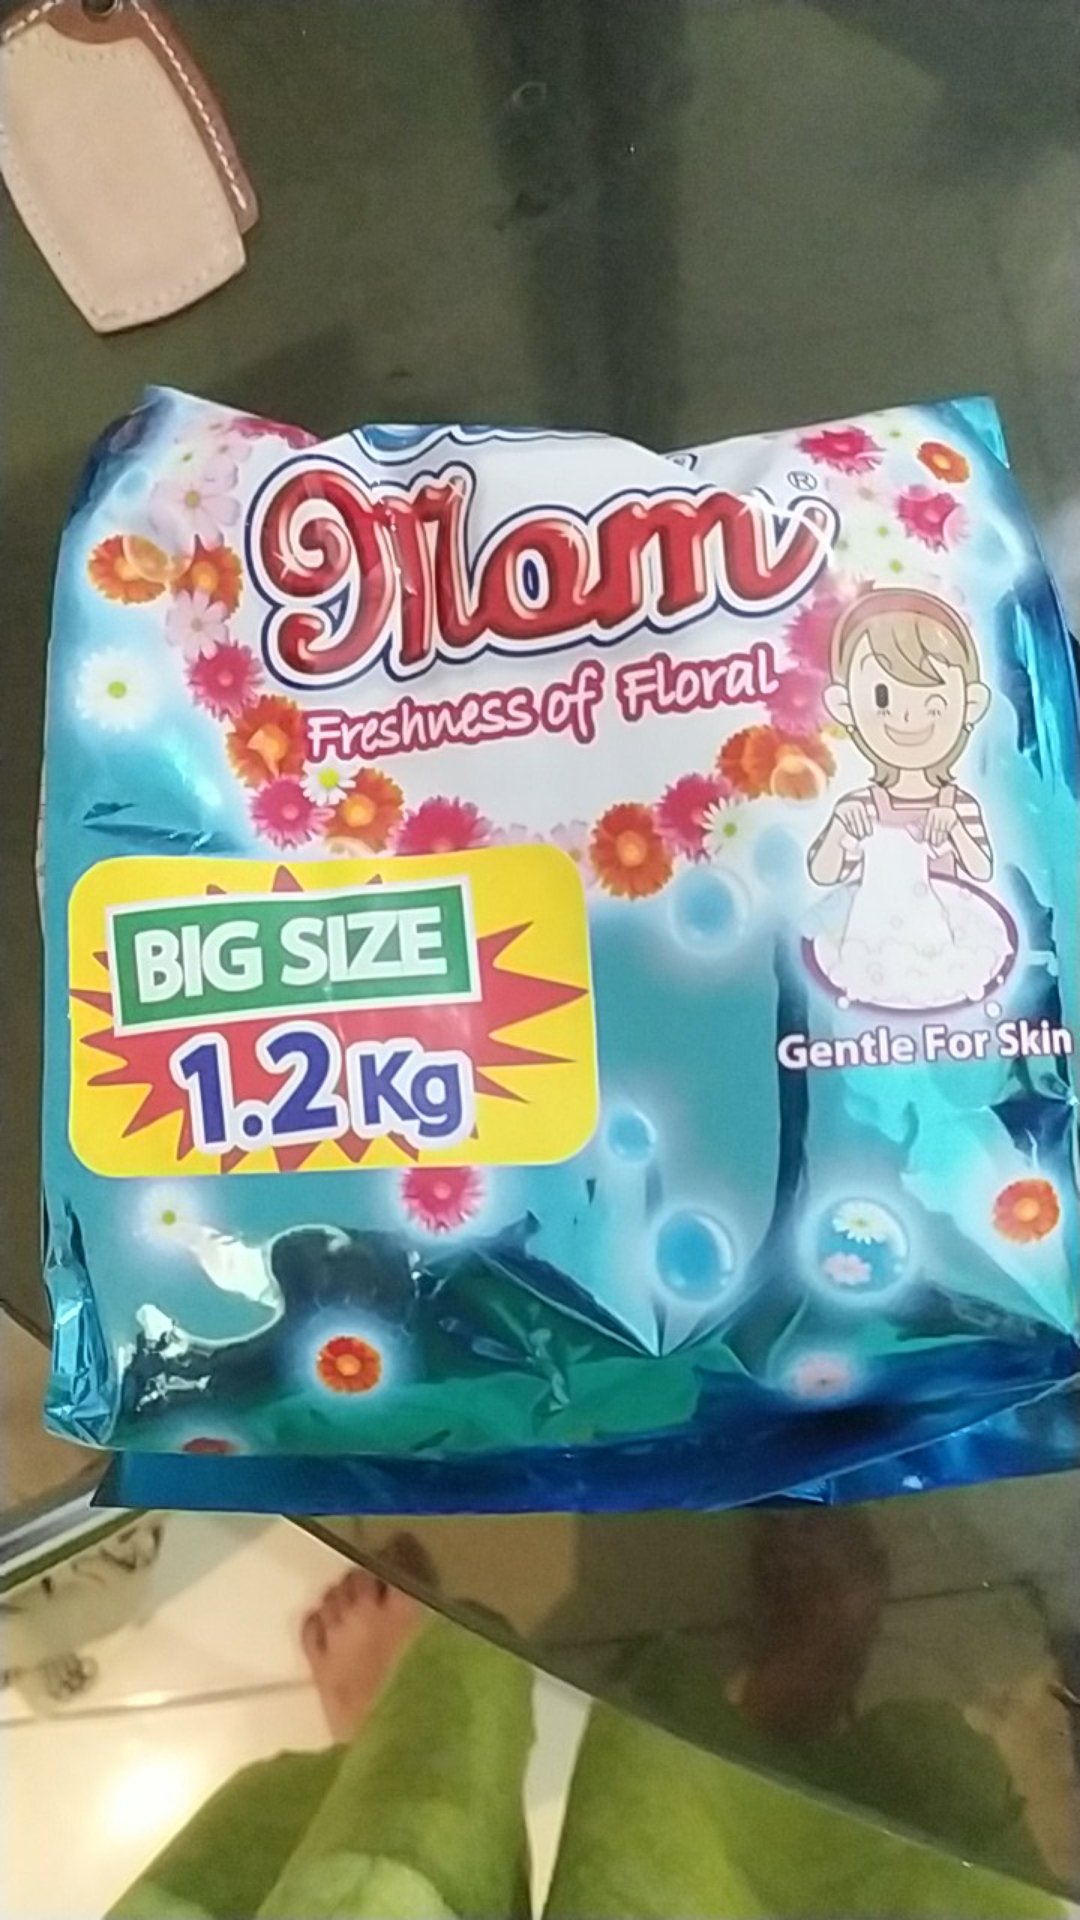 Mom®
Freshness of Floral
BIG SIZE
1.2 Kg
Gentle For Skin